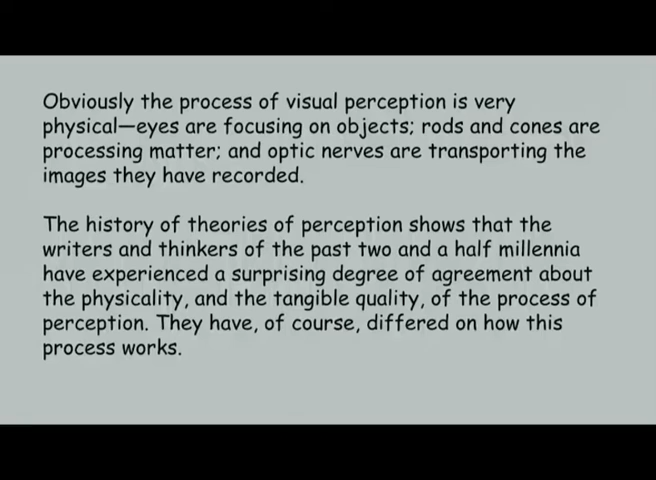 Obviously the process of visual perception is very
physical—eyes are focusing on objects; rods and cones are
processing matter; and optic nerves are transporting the
images they have recorded.
The history of theories of perception shows that the
writers and thinkers of the past two and a half millennia
have experienced a surprising degree of agreement about
the physicality, and the tangible quality, of the process of
perception. They have, of course, differed on how this
process works.